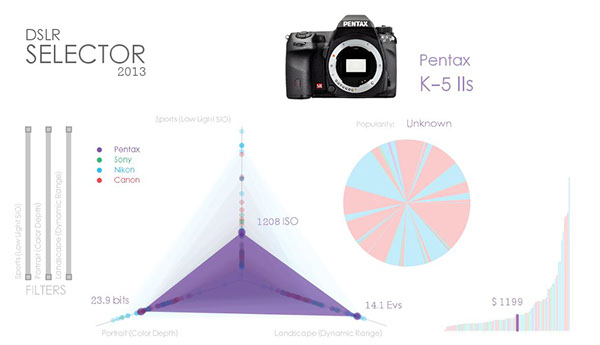 DSLR
SELECTOR
2013
PENTAX
Pentax
K-5 IIs
Sports (Low Light SIO)
Popularity: Unknown
Pentax
Sony
Nikon
Canon
1208 ISO
23.9 bits
14.1 Evs
$ 1199
Portrait (Color Depth)
Landscape (Dynamic Range)
Sports (Low Light SIO)
Portrait (Color Depth)
Landscape (Dynamic Range)
FILTERS